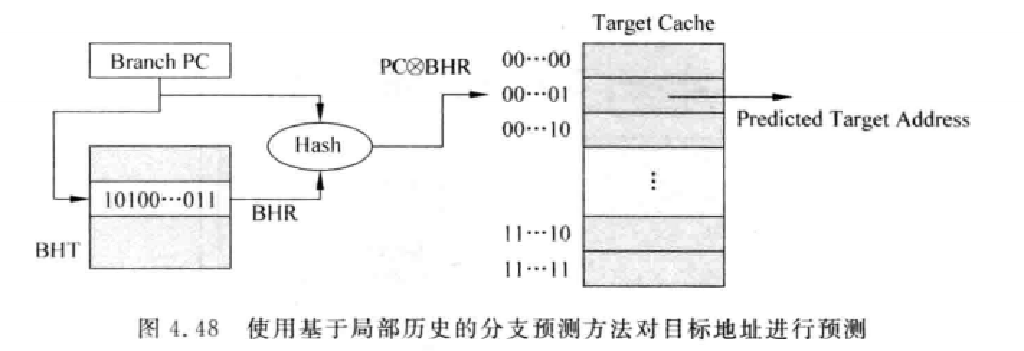 Target Cache
Branch PC
PC⊗BHR
00…00
00…01
00…10
Predicted Target Address
Hash
⋮
10100…011
BHR
BHT
11…10
11…11
图 4.48 使用基于局部历史的分支预测方法对目标地址进行预测